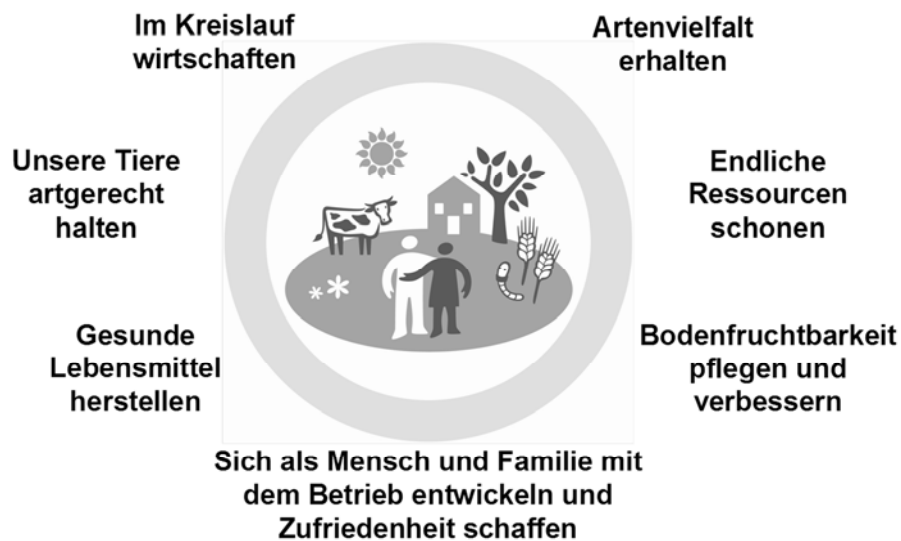 Im Kreislauf
wirtschaften
Artenvielfalt
erhalten
Unsere Tiere
artgerecht
halten
Endliche
Ressourcen
schonen
Gesunde
Lebensmittel
herstellen
Bodenfruchtbarkeit
pflegen und
verbessern
Sich als Mensch und Familie mit
dem Betrieb entwickeln und
Zufriedenheit schaffen